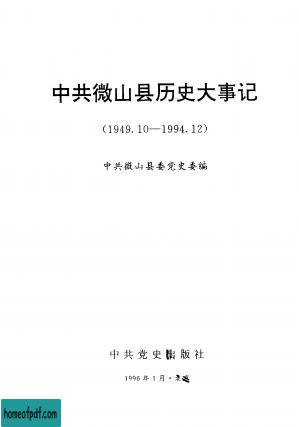 中共微山县历史大事记
(1949.10—1994.12)
中共微山县委党史委编
中共党史出版社
1996年1月·
homeofpdf.com